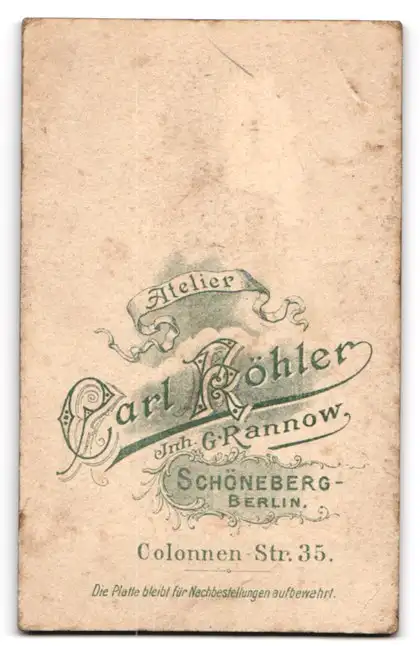 Atelier
Carl Köhler
Inh. G. Rannow,
SCHÖNEBERG-
BERLIN.
Colonnen-Str. 35.
Die Platte bleibt für Nachbestellungen aufbewahrt.